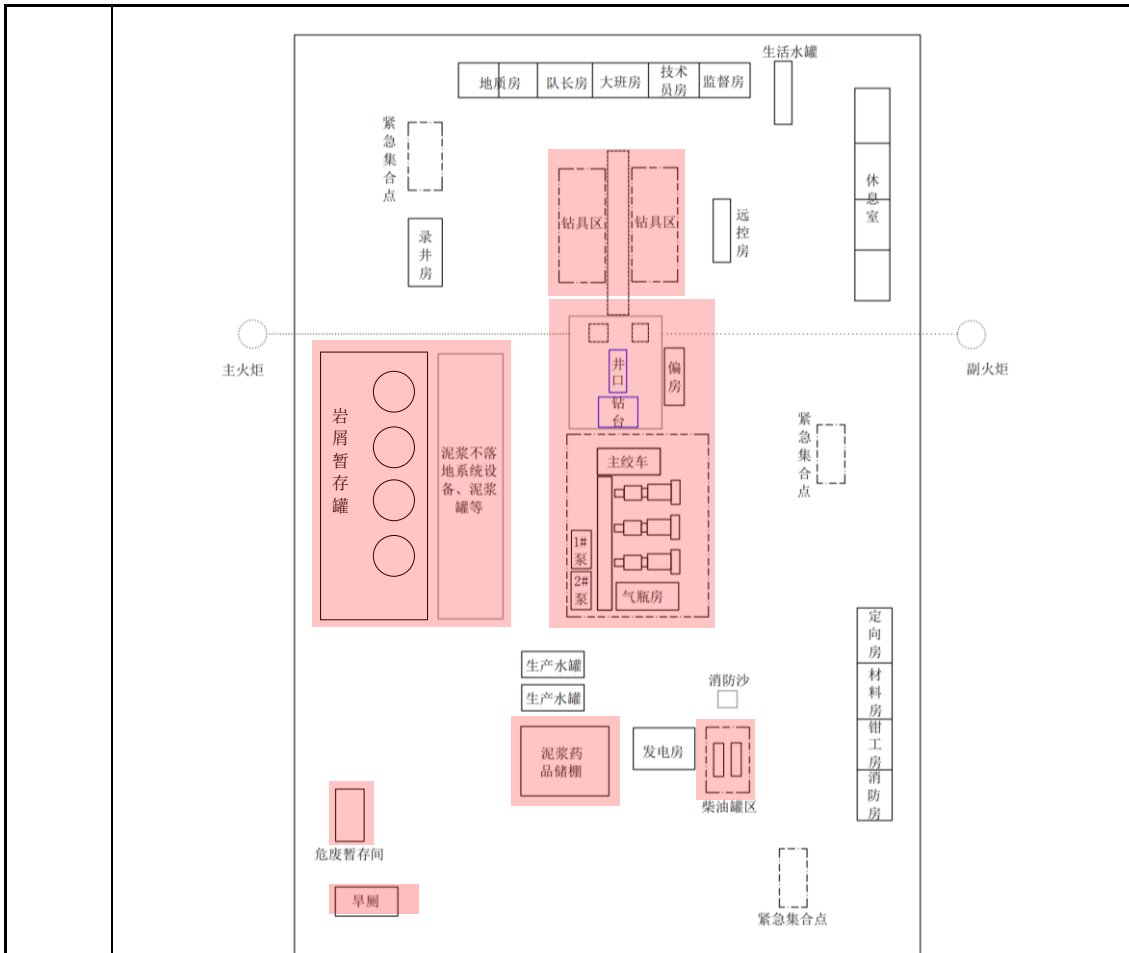 生活水罐
地质房 队长房 大班房 技术员房 监督房
紧急集合点
休息室
钻具区 钻具区
远控房
录井房
主火炬
副火炬
井口
偏房
钻台
岩屑暂存罐
泥浆不落
地系统设
备、泥浆
罐等
紧急集合点
主绞车
1#泵
2#泵
气瓶房
定向房
生产水罐
材料房
消防沙
生产水罐
钳工房
泥浆药
品储棚
发电房
消防房
柴油罐区
危废暂存间
旱厕
紧急集合点